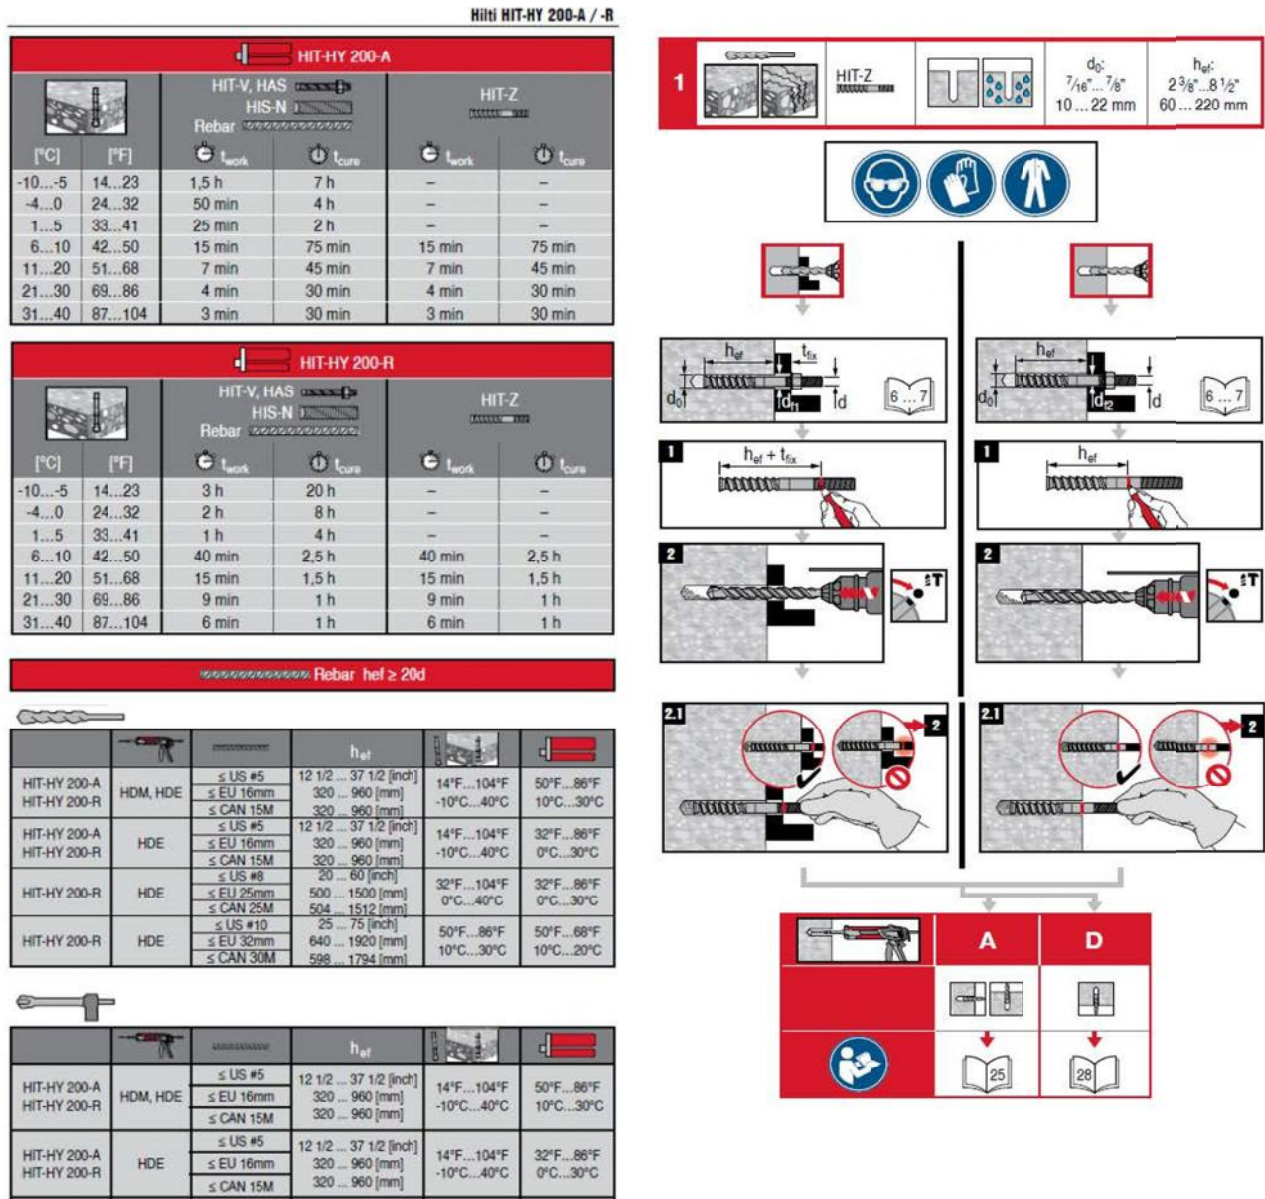 Hilti HIT-HY 200-A / -R
HIT-HY 200-A
HIT-V, HAS
HIS-N
Rebar
HIT-Z
[°C] [°F] twork tcure twork tcure
-10...-5 14...23 1,5 h 7 h – –
-4...0 24...32 50 min 4 h – –
1...5 33...41 25 min 2 h – –
6...10 42...50 15 min 75 min 15 min 75 min
11...20 51...68 7 min 45 min 7 min 45 min
21...30 69...86 4 min 30 min 4 min 30 min
31...40 87...104 3 min 30 min 3 min 30 min
HIT-HY 200-R
HIT-V, HAS
HIS-N
Rebar
HIT-Z
[°C] [°F] twork tcure twork tcure
-10...-5 14...23 3 h 20 h – –
-4...0 24...32 2 h 8 h – –
1...5 33...41 1 h 4 h – –
6...10 42...50 40 min 2,5 h 40 min 2,5 h
11...20 51...68 15 min 1,5 h 15 min 1,5 h
21...30 69...86 9 min 1 h 9 min 1 h
31...40 87...104 6 min 1 h 6 min 1 h
Rebar hef ≥ 20d
hef
HIT-HY 200-A
HIT-HY 200-R
HDM, HDE
≤ US #5 12 1/2 ... 37 1/2 [inch]
≤ EU 16mm 320 ... 960 [mm]
≤ CAN 15M 320 ... 960 [mm]
14°F...104°F 50°F...86°F
-10°C...40°C 10°C...30°C
HIT-HY 200-A
HIT-HY 200-R
HDE
≤ US #5 12 1/2 ... 37 1/2 [inch]
≤ EU 16mm 320 ... 960 [mm]
≤ CAN 15M 320 ... 960 [mm]
14°F...104°F 32°F...86°F
-10°C...40°C 0°C...30°C
HIT-HY 200-R
HDE
≤ US #8 20 ... 60 [inch]
≤ EU 25mm 500 ... 1500 [mm]
≤ CAN 25M 504 ... 1512 [mm]
32°F...104°F 32°F...86°F
0°C...40°C 0°C...30°C
HIT-HY 200-R
HDE
≤ US #10 25 ... 75 [inch]
≤ EU 32mm 640 ... 1920 [mm]
≤ CAN 30M 598 ... 1794 [mm]
50°F...86°F 50°F...68°F
10°C...30°C 10°C...20°C
hef
HIT-HY 200-A
HIT-HY 200-R
HDM, HDE
≤ US #5 12 1/2 ... 37 1/2 [inch]
≤ EU 16mm 320 ... 960 [mm]
≤ CAN 15M 320 ... 960 [mm]
14°F...104°F 50°F...86°F
-10°C...40°C 10°C...30°C
HIT-HY 200-A
HIT-HY 200-R
HDE
≤ US #5 12 1/2 ... 37 1/2 [inch]
≤ EU 16mm 320 ... 960 [mm]
≤ CAN 15M 320 ... 960 [mm]
14°F...104°F 32°F...86°F
-10°C...40°C 0°C...30°C
1
HIT-Z
d0:
7/16"... 7/8"
10 ... 22 mm
hef:
2 3/8"...8 1/2"
60 ... 220 mm
hef tfix
d0 df1 d
6 ... 7
hef
d0 df2 d
6 ... 7
1
hef + tfix
1
hef
2
T
2
T
2.1
2
2.1
2
A D
25 28